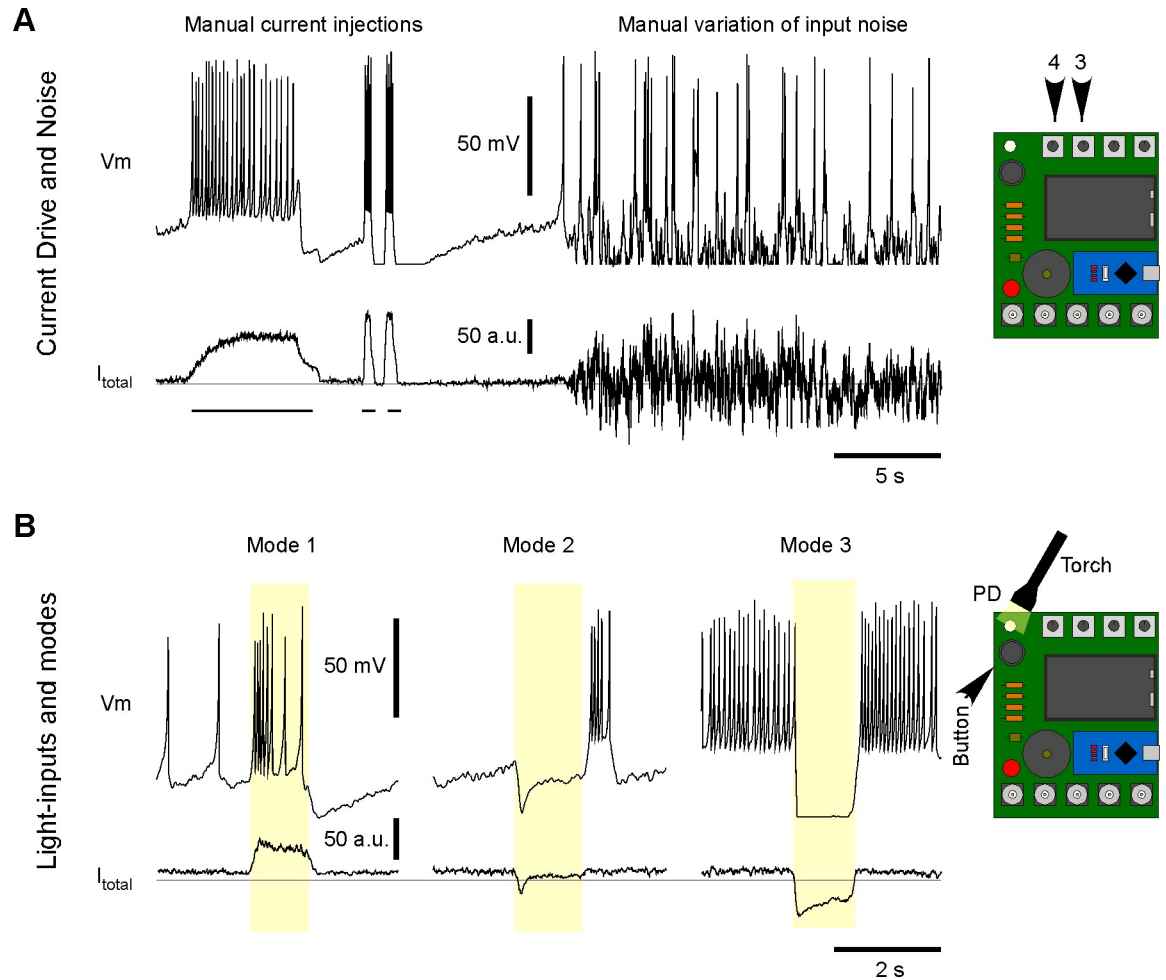 A
Manual current injections
Manual variation of input noise
Current Drive and Noise
Vm
50 mV
4 3
50 a.u.
Itotal
5 s
B
Mode 1
Mode 2
Mode 3
Light-inputs and modes
Torch
PD
50 mV
Vm
Button
50 a.u.
Itotal
2 s